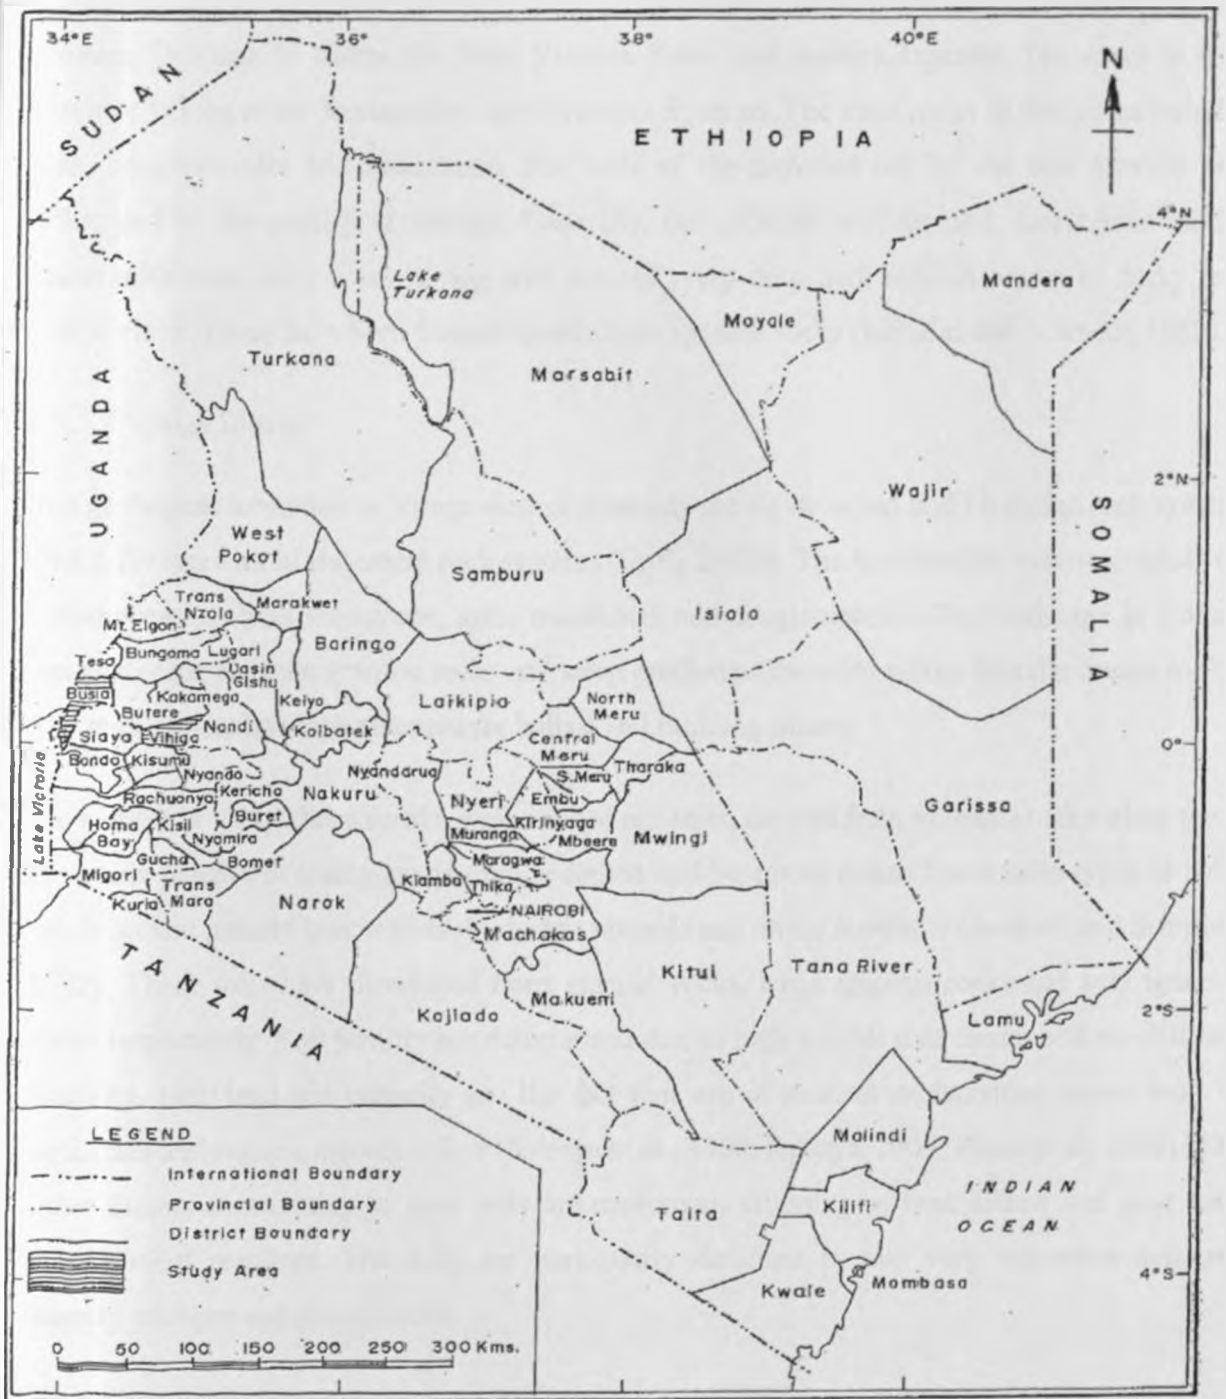 34°E
36°
38°
40°E
N
SUDAN
ETHIOPIA
4°N
Mandera
Lake
Turkana
Moyale
Turkana
Marsabit
UGANDA
2°N
Wajir
SOMALIA
West
Pokot
Samburu
Trans
Nzoia
Marakwet
Isiolo
Mt. Elgon
Baringo
Bungoma
Lugari
Teso
Uasin
Gishu
Busia
Kakamega
Keiyo
Laikipia
North
Meru
Butere
Nandi
Koibatek
Siaya
Vihiga
Central
Meru
0°
Bondo
Kisumu
Nyandarua
Tharaka
Nyando
S.Meru
Lake Victoria
Rachuonyo
Kericho
Nakuru
Nyeri
Embu
Garissa
Homa
Bay
Kisii
Buret
Kirinyaga
Muranga
Mbeere
Mwingi
Nyamira
Gucha
Bomet
Maragwa
Migori
Trans
Mara
Kiambu
Thika
Kuria
Narok
NAIROBI
Machakos
TANZANIA
Kitui
Tana River
Makueni
Kajiado
Lamu
2°S
LEGEND
International Boundary
Provincial Boundary
District Boundary
Study Area
Malindi
INDIAN
OCEAN
Kilifi
Taita
Mombasa
Kwale
4°S
0 50 100 150 200 250 300 Kms.